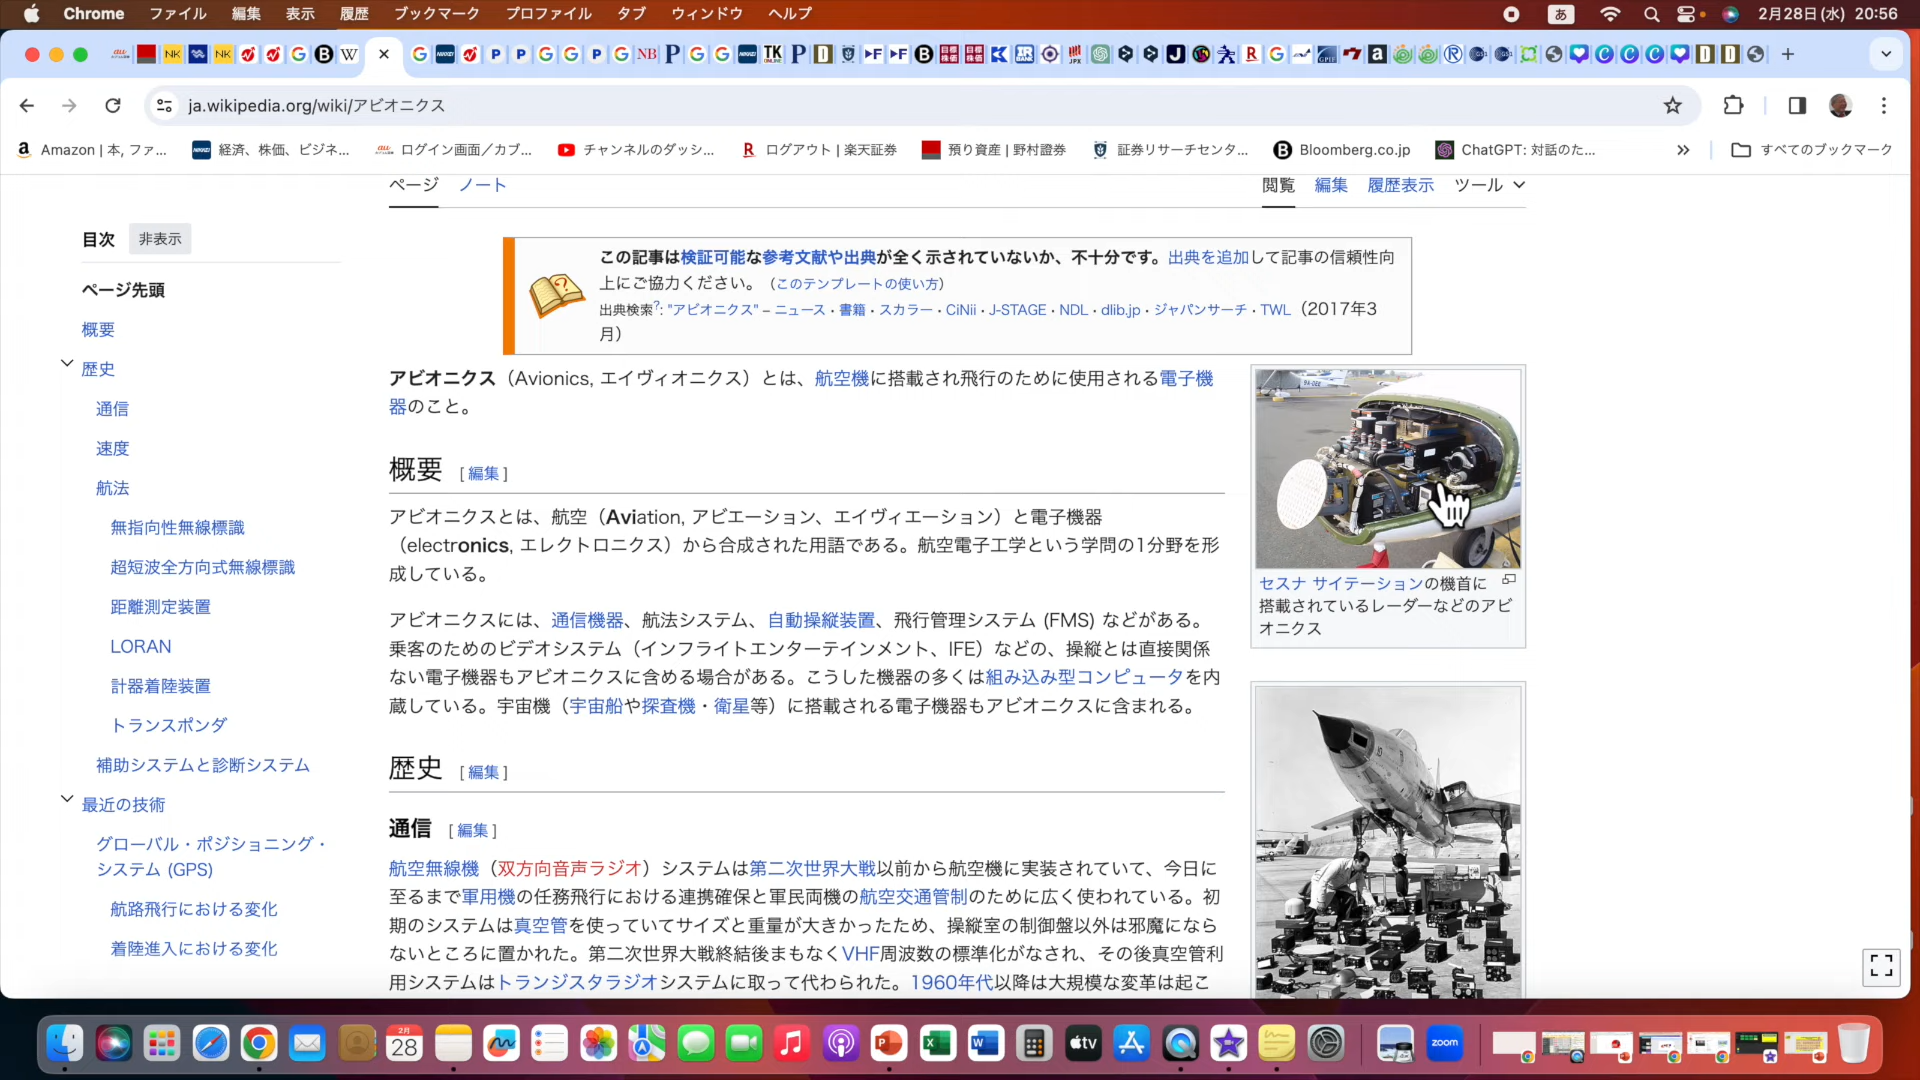 Chrome ファイル 編集 表示 履歴 ブックマーク プロファイル タブ ウィンドウ ヘルプ
あ 2月28日(水) 20:56
ja.wikipedia.org/wiki/アビオニクス
Amazon | 本, ファ... 経済、株価、ビジネ... ログイン画面／カブ... チャンネルのダッシ... ログアウト | 楽天証券 預り資産 | 野村證券 証券リサーチセンタ... Bloomberg.co.jp ChatGPT: 対話のた... すべてのブックマーク
ページ ノート
閲覧 編集 履歴表示 ツール
目次 非表示
ページ先頭
概要
歴史
通信
速度
航法
無指向性無線標識
超短波全方向式無線標識
距離測定装置
LORAN
計器着陸装置
トランスポンダ
補助システムと診断システム
最近の技術
グローバル・ポジショニング・
システム (GPS)
航路飛行における変化
着陸進入における変化
この記事は検証可能な参考文献や出典が全く示されていないか、不十分です。出典を追加して記事の信頼性向
上にご協力ください。（このテンプレートの使い方）
出典検索?: "アビオニクス" – ニュース · 書籍 · スカラー · CiNii · J-STAGE · NDL · dlib.jp · ジャパンサーチ · TWL（2017年3
月）
アビオニクス（Avionics, エイヴィオニクス）とは、航空機に搭載され飛行のために使用される電子機
器のこと。
概要 [ 編集 ]
アビオニクスとは、航空（Aviation, アビエーション、エイヴィエーション）と電子機器
（electronics, エレクトロニクス）から合成された用語である。航空電子工学という学問の1分野を形
成している。
アビオニクスには、通信機器、航法システム、自動操縦装置、飛行管理システム (FMS) などがある。
乗客のためのビデオシステム（インフライトエンターテインメント、IFE）などの、操縦とは直接関係
ない電子機器もアビオニクスに含める場合がある。こうした機器の多くは組み込み型コンピュータを内
蔵している。宇宙機（宇宙船や探査機・衛星等）に搭載される電子機器もアビオニクスに含まれる。
歴史 [ 編集 ]
通信 [ 編集 ]
航空無線機（双方向音声ラジオ）システムは第二次世界大戦以前から航空機に実装されていて、今日に
至るまで軍用機の任務飛行における連携確保と軍民両機の航空交通管制のために広く使われている。初
期のシステムは真空管を使っていてサイズと重量が大きかったため、操縦室の制御盤以外は邪魔になら
ないところに置かれた。第二次世界大戦終結後まもなくVHF周波数の標準化がなされ、その後真空管利
用システムはトランジスタラジオシステムに取って代わられた。1960年代以降は大規模な変革は起こ
セスナ サイテーションの機首に
搭載されているレーダーなどのアビ
オニクス
2月
28
tv
zoom